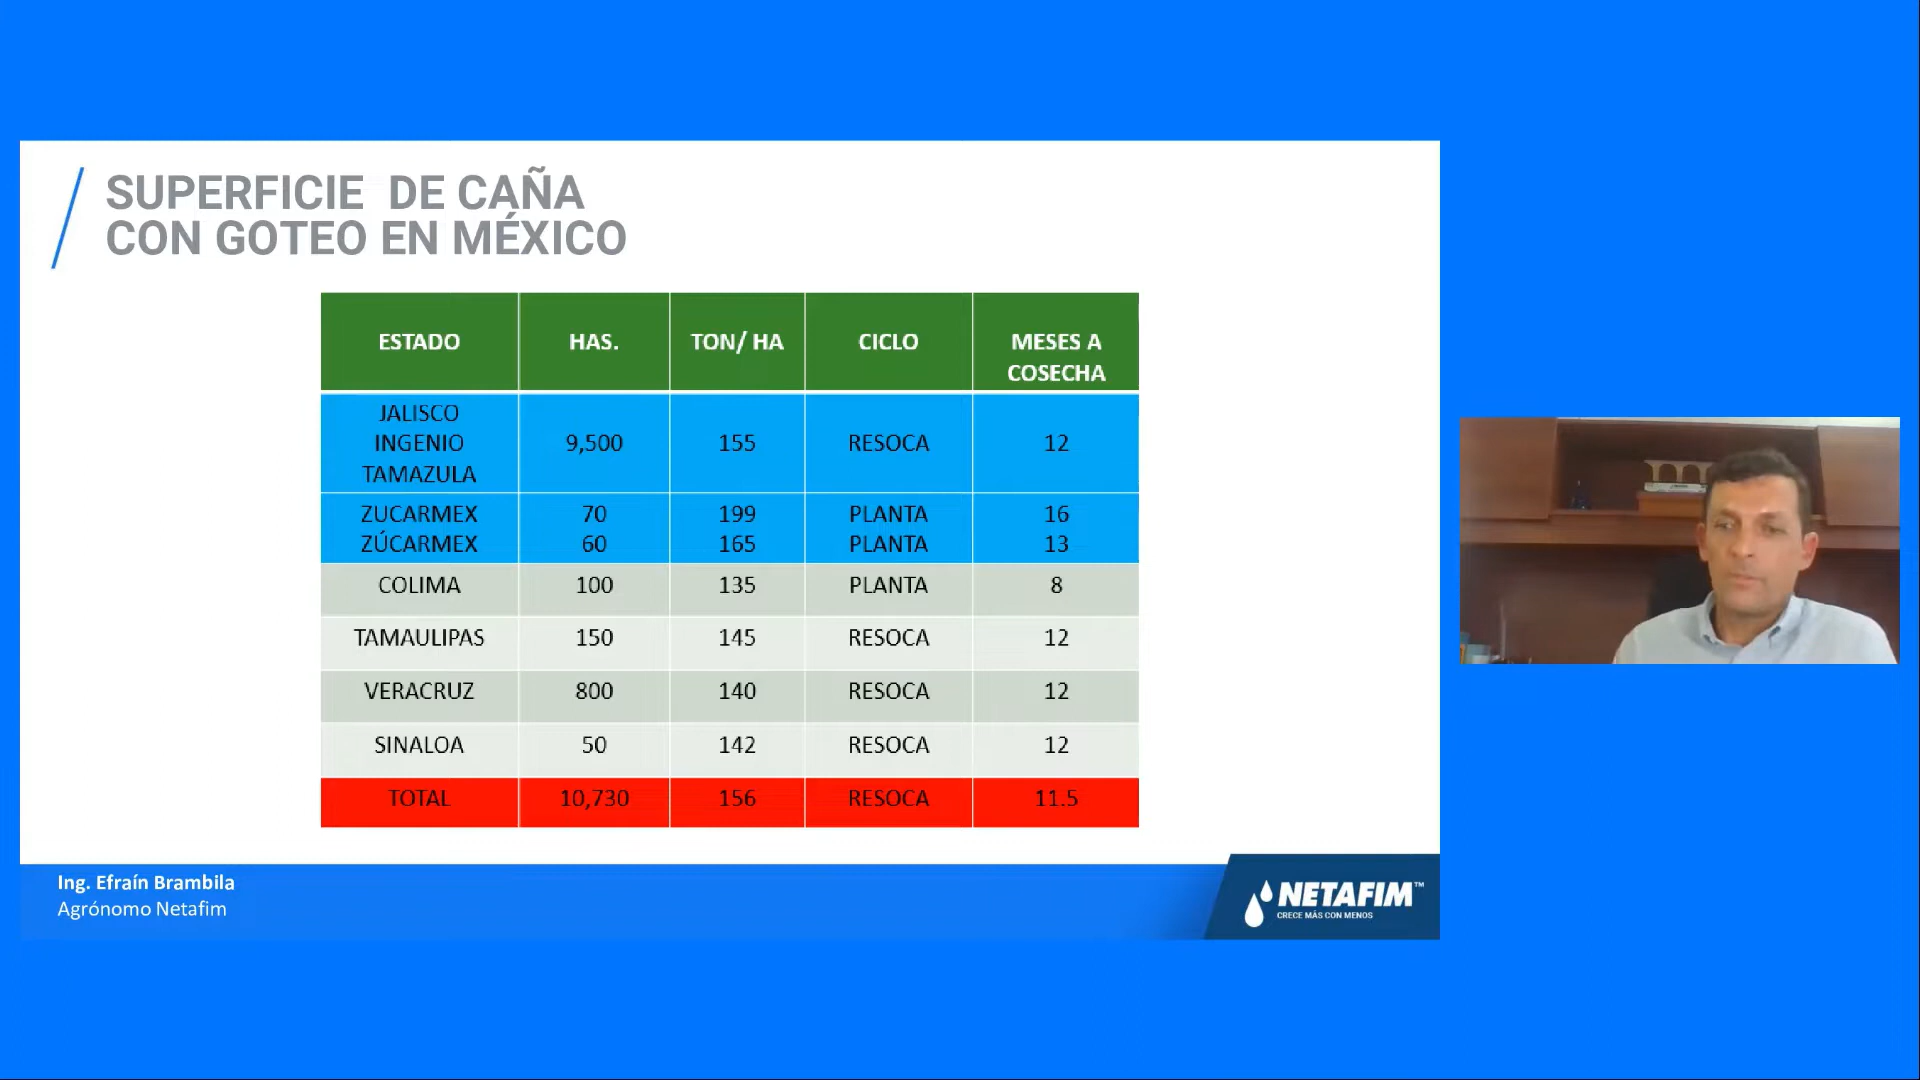 SUPERFICIE DE CAÑA
CON GOTEO EN MÉXICO
ESTADO HAS. TON/ HA CICLO MESES A COSECHA
JALISCO INGENIO TAMAZULA 9,500 155 RESOCA 12
ZUCARMEX 70 199 PLANTA 16
ZÚCARMEX 60 165 PLANTA 13
COLIMA 100 135 PLANTA 8
TAMAULIPAS 150 145 RESOCA 12
VERACRUZ 800 140 RESOCA 12
SINALOA 50 142 RESOCA 12
TOTAL 10,730 156 RESOCA 11.5
Ing. Efraín Brambila
Agrónomo Netafim
NETAFIM™
CRECE MÁS CON MENOS